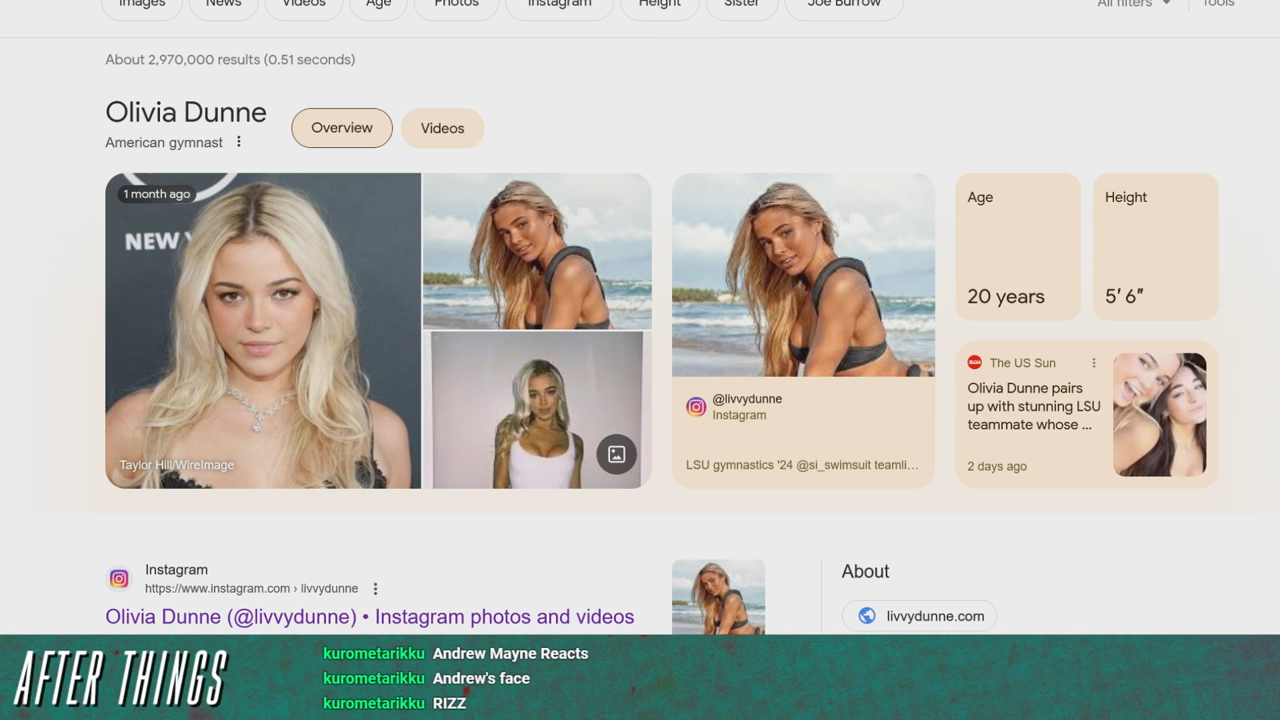 Images News Videos Age Photos Instagram Height Sister Joe Burrow All filters Tools
About 2,970,000 results (0.51 seconds)
Olivia Dunne
American gymnast
Overview Videos
1 month ago
NEW Y
Taylor Hill/WireImage
@livvydunne
Instagram
LSU gymnastics '24 @si_swimsuit teamli...
Age
20 years
Height
5' 6"
The US Sun
Olivia Dunne pairs
up with stunning LSU
teammate whose ...
2 days ago
Instagram
https://www.instagram.com › livvydunne
Olivia Dunne (@livvydunne) • Instagram photos and videos
About
livvydunne.com
AFTER THINGS
kurometarikku Andrew Mayne Reacts
kurometarikku Andrew's face
kurometarikku RIZZ